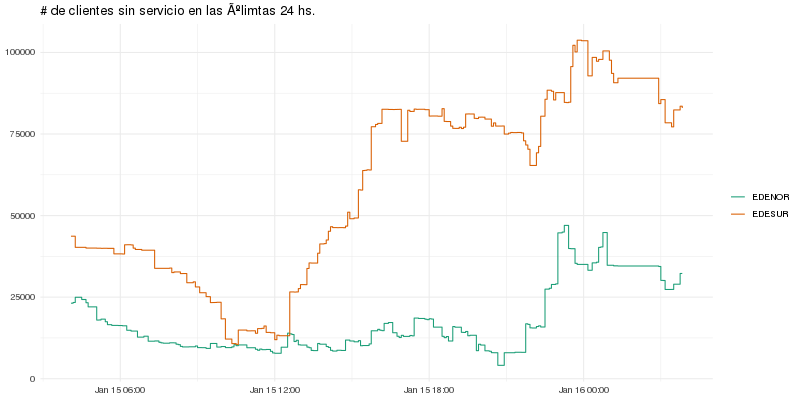 # de clientes sin servicio en las Ãºlimtas 24 hs.
100000
75000
50000
25000
0
Jan 15 06:00
Jan 15 12:00
Jan 15 18:00
Jan 16 00:00
EDENOR
EDESUR